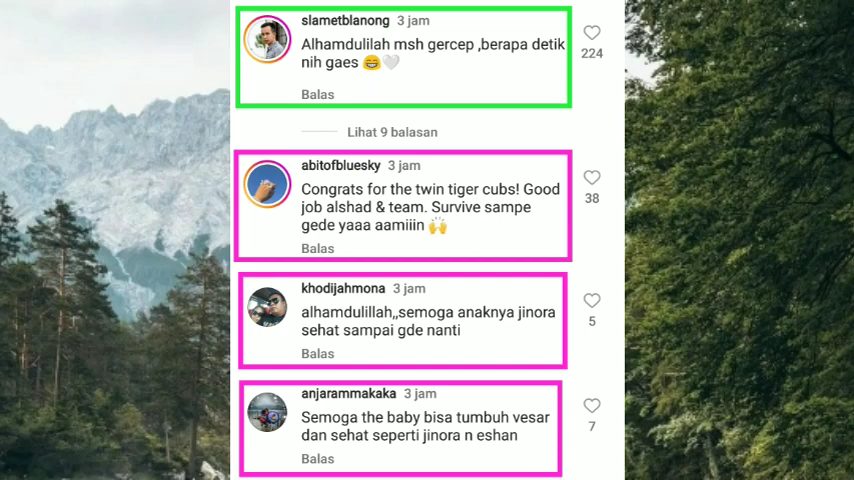 slametblanong 3 jam
Alhamdulilah msh gercep ,berapa detik
nih gaes 😁🤍
224
Balas
Lihat 9 balasan
abitofbluesky 3 jam
Congrats for the twin tiger cubs! Good
job alshad & team. Survive sampe
gede yaaa aamiiin 🙌
38
Balas
khodijahmona 3 jam
alhamdulillah,,semoga anaknya jinora
sehat sampai gde nanti
5
Balas
anjarammakaka 3 jam
Semoga the baby bisa tumbuh vesar
dan sehat seperti jinora n eshan
7
Balas